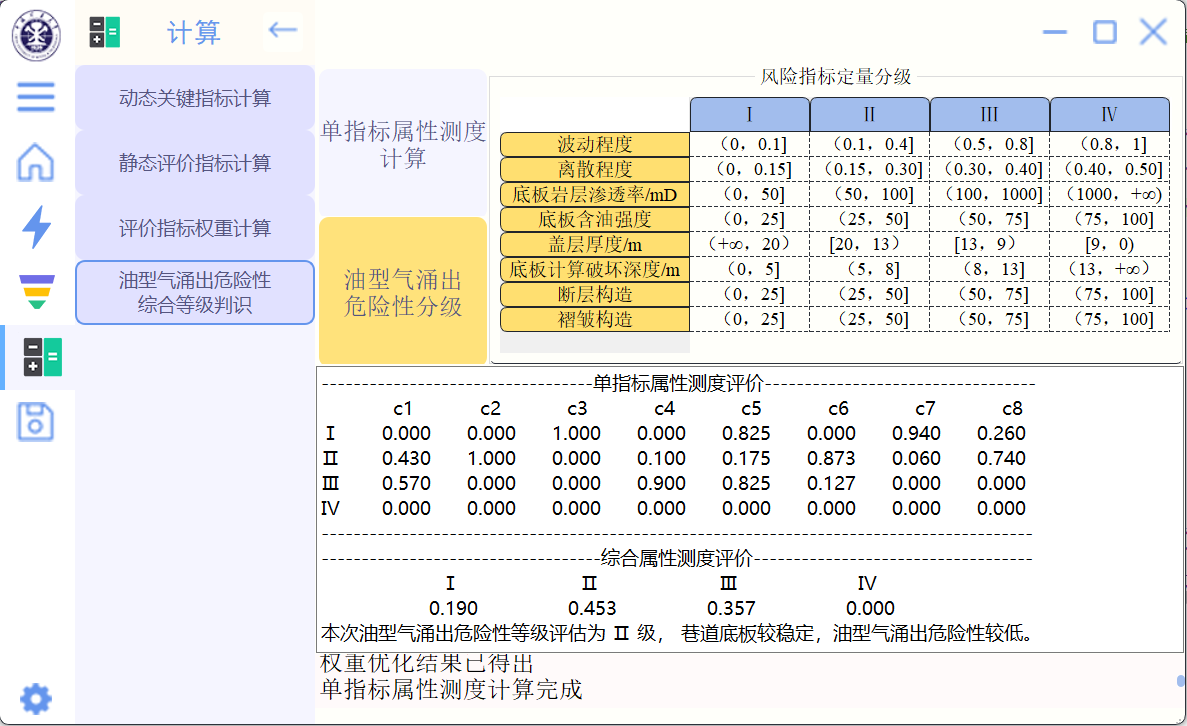 计算
动态关键指标计算
静态评价指标计算
评价指标权重计算
油型气涌出危险性
综合等级判识
单指标属性测度
计算
油型气涌出
危险性分级
风险指标定量分级
I II III IV
波动程度 （0，0.1] （0.1，0.4] （0.5，0.8] （0.8，1]
离散程度 （0，0.15] （0.15，0.30] （0.30，0.40] （0.40，0.50]
底板岩层渗透率/mD （0，50] （50，100] （100，1000] （1000，+∞)
底板含油强度 （0，25] （25，50] （50，75] （75，100]
盖层厚度/m （+∞，20） [20，13） [13，9） [9，0)
底板计算破坏深度/m （0，5] （5，8] （8，13] （13，+∞）
断层构造 （0，25] （25，50] （50，75] （75，100]
褶皱构造 （0，25] （25，50] （50，75] （75，100]
-----------------------------单指标属性测度评价-----------------------------
c1 c2 c3 c4 c5 c6 c7 c8
Ⅰ 0.000 0.000 1.000 0.000 0.825 0.000 0.940 0.260
Ⅱ 0.430 1.000 0.000 0.100 0.175 0.873 0.060 0.740
Ⅲ 0.570 0.000 0.000 0.900 0.825 0.127 0.000 0.000
Ⅳ 0.000 0.000 0.000 0.000 0.000 0.000 0.000 0.000
----------------------------------------------------------------------------
------------------------------综合属性测度评价------------------------------
Ⅰ Ⅱ Ⅲ Ⅳ
0.190 0.453 0.357 0.000
本次油型气涌出危险性等级评估为 Ⅱ 级， 巷道底板较稳定，油型气涌出危险性较低。
权重优化结果已得出
单指标属性测度计算完成